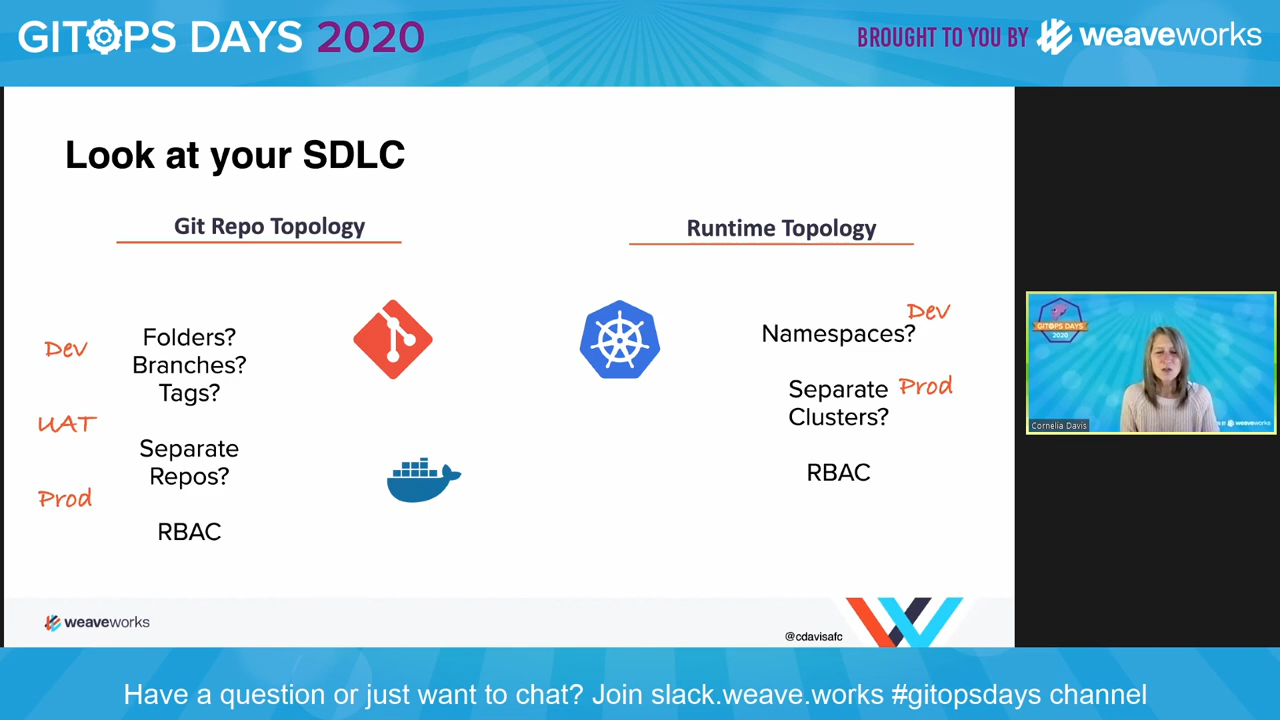 GITOPS DAYS 2020
BROUGHT TO YOU BY weaveworks
Look at your SDLC
Git Repo Topology
Runtime Topology
Dev
UAT
Prod
Folders?
Branches?
Tags?
Separate
Repos?
RBAC
Namespaces?
Dev
Separate
Clusters?
Prod
RBAC
GITOPS DAYS
2020
Cornelia Davis
weaveworks
weaveworks
@cdavisafc
Have a question or just want to chat? Join slack.weave.works #gitopsdays channel